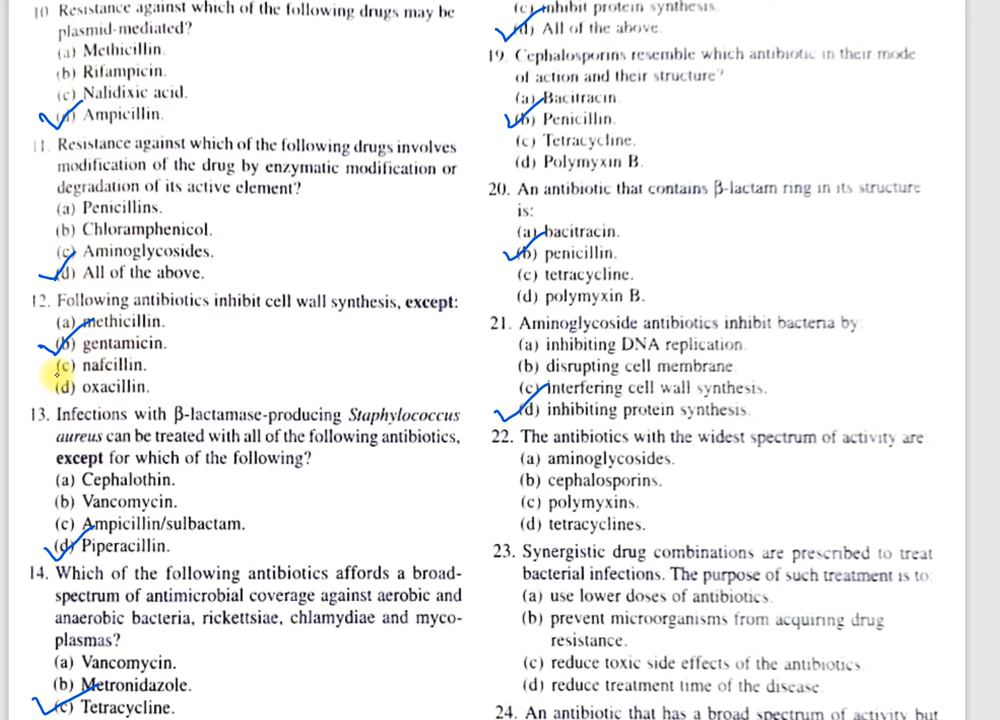 10 Resistance against which of the following drugs may be
plasmid-mediated?
(a) Methicillin.
(b) Rifampicin.
(c) Nalidixic acid.
(d) Ampicillin.
11. Resistance against which of the following drugs involves
modification of the drug by enzymatic modification or
degradation of its active element?
(a) Penicillins.
(b) Chloramphenicol.
(c) Aminoglycosides.
(d) All of the above.
12. Following antibiotics inhibit cell wall synthesis, except:
(a) methicillin.
(b) gentamicin.
(c) nafcillin.
(d) oxacillin.
13. Infections with β-lactamase-producing Staphylococcus
aureus can be treated with all of the following antibiotics,
except for which of the following?
(a) Cephalothin.
(b) Vancomycin.
(c) Ampicillin/sulbactam.
(d) Piperacillin.
14. Which of the following antibiotics affords a broad-
spectrum of antimicrobial coverage against aerobic and
anaerobic bacteria, rickettsiae, chlamydiae and myco-
plasmas?
(a) Vancomycin.
(b) Metronidazole.
(c) Tetracycline.
(c) inhibit protein synthesis.
(d) All of the above.
19. Cephalosporins resemble which antibiotic in their mode
of action and their structure?
(a) Bacitracin.
(b) Penicillin.
(c) Tetracycline.
(d) Polymyxin B.
20. An antibiotic that contains β-lactam ring in its structure
is:
(a) bacitracin.
(b) penicillin.
(c) tetracycline.
(d) polymyxin B.
21. Aminoglycoside antibiotics inhibit bacteria by:
(a) inhibiting DNA replication.
(b) disrupting cell membrane.
(c) interfering cell wall synthesis.
(d) inhibiting protein synthesis.
22. The antibiotics with the widest spectrum of activity are:
(a) aminoglycosides.
(b) cephalosporins.
(c) polymyxins.
(d) tetracyclines.
23. Synergistic drug combinations are prescribed to treat
bacterial infections. The purpose of such treatment is to:
(a) use lower doses of antibiotics.
(b) prevent microorganisms from acquiring drug
resistance.
(c) reduce toxic side effects of the antibiotics.
(d) reduce treatment time of the disease.
24. An antibiotic that has a broad spectrum of activity but